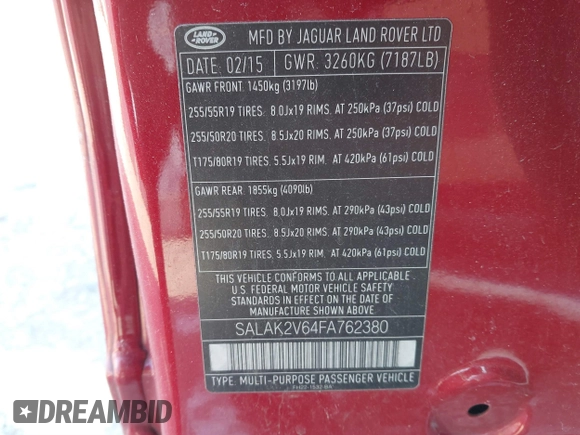 LAND ROVER
MFD BY JAGUAR LAND ROVER LTD
DATE: 02/15 GWR: 3260KG (7187LB)
GAWR FRONT: 1450kg (3197lb)
255/55R19 TIRES. 8.0Jx19 RIMS. AT 250kPa (37psi) COLD
255/50R20 TIRES. 8.5Jx20 RIMS. AT 250kPa (37psi) COLD
T175/80R19 TIRES. 5.5Jx19 RIM. AT 420kPa (61psi) COLD
GAWR REAR: 1855kg (4090lb)
255/55R19 TIRES. 8.0Jx19 RIMS. AT 290kPa (43psi) COLD
255/50R20 TIRES. 8.5Jx20 RIMS. AT 290kPa (43psi) COLD
T175/80R19 TIRES. 5.5Jx19 RIM. AT 420kPa (61psi) COLD
THIS VEHICLE CONFORMS TO ALL APPLICABLE
U.S. FEDERAL MOTOR VEHICLE SAFETY
STANDARDS IN EFFECT ON THE DATE OF
MANUFACTURE SHOWN ABOVE.
SALAK2V64FA762380
TYPE: MULTI-PURPOSE PASSENGER VEHICLE
DREAMBID